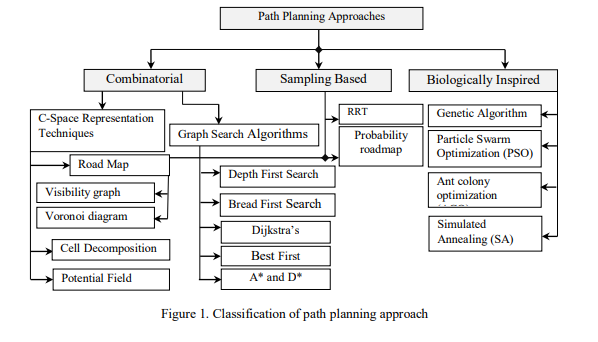 Path Planning Approaches
Combinatorial
Sampling Based
Biologically Inspired
C-Space Representation
Techniques
Graph Search Algorithms
RRT
Probability
roadmap
Genetic Algorithm
Particle Swarm
Optimization (PSO)
Ant colony
optimization
Simulated
Annealing (SA)
Road Map
Visibility graph
Voronoi diagram
Cell Decomposition
Potential Field
Depth First Search
Bread First Search
Dijkstra's
Best First
A* and D*
Figure 1. Classification of path planning approach